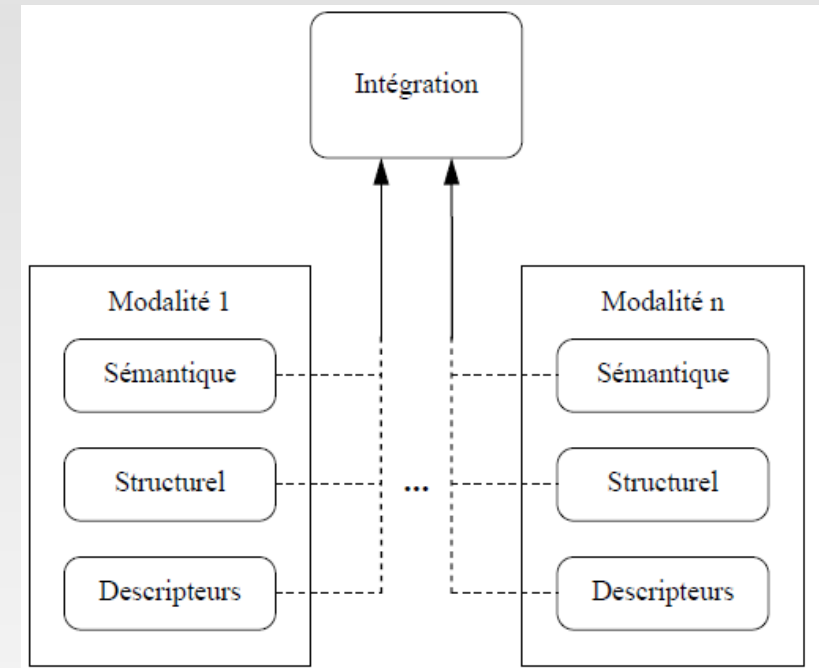 Intégration
Modalité 1
Sémantique
Structurel
Descripteurs
...
Modalité n
Sémantique
Structurel
Descripteurs